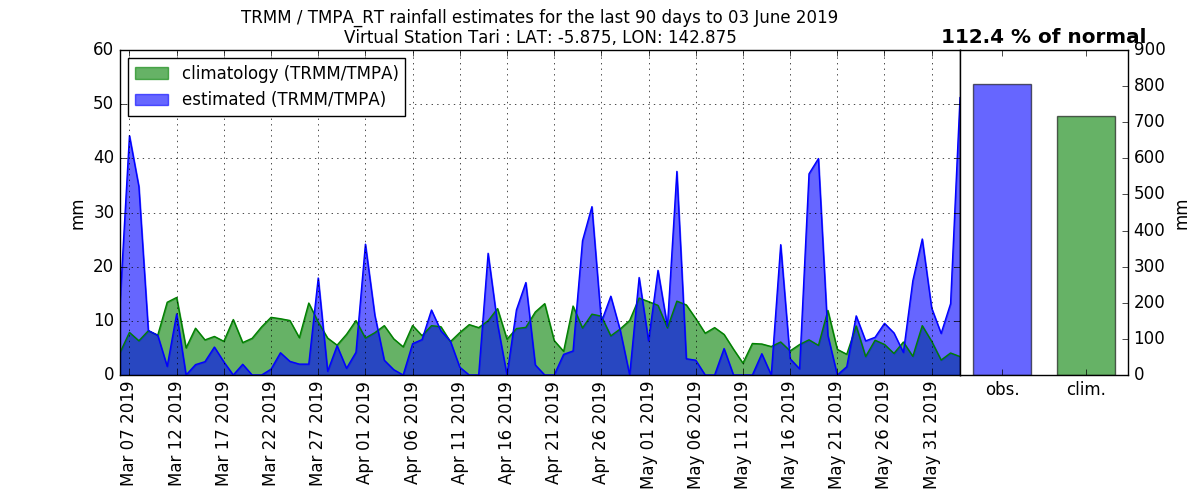 TRMM / TMPA_RT rainfall estimates for the last 90 days to 03 June 2019
Virtual Station Tari : LAT: -5.875, LON: 142.875
112.4 % of normal
climatology (TRMM/TMPA)
estimated (TRMM/TMPA)
60
50
40
30
20
10
0
mm
900
800
700
600
500
400
300
200
100
0
mm
Mar 07 2019
Mar 12 2019
Mar 17 2019
Mar 22 2019
Mar 27 2019
Apr 01 2019
Apr 06 2019
Apr 11 2019
Apr 16 2019
Apr 21 2019
Apr 26 2019
May 01 2019
May 06 2019
May 11 2019
May 16 2019
May 21 2019
May 26 2019
May 31 2019
obs.
clim.